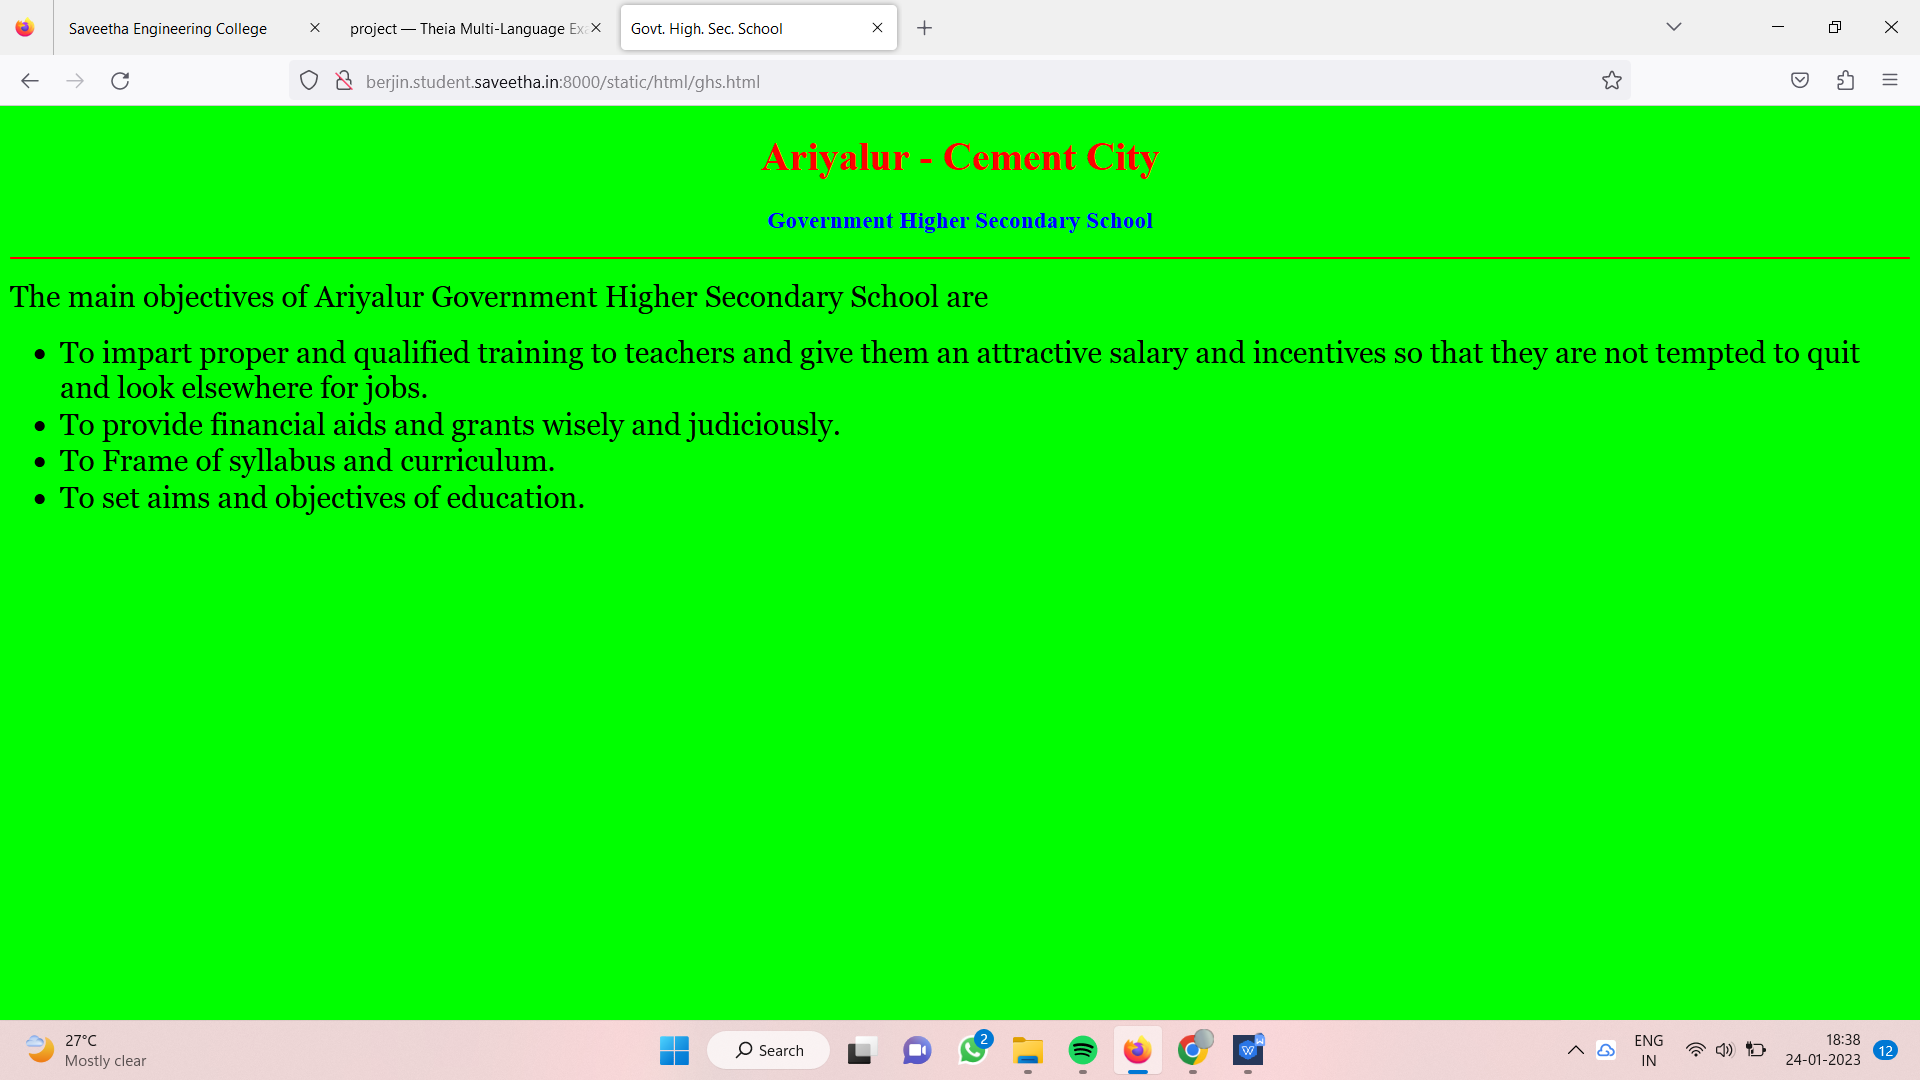 Saveetha Engineering College
project — Theia Multi-Language Ex
Govt. High. Sec. School
berjin.student.saveetha.in:8000/static/html/ghs.html
Ariyalur - Cement City
Government Higher Secondary School
The main objectives of Ariyalur Government Higher Secondary School are
• To impart proper and qualified training to teachers and give them an attractive salary and incentives so that they are not tempted to quit
and look elsewhere for jobs.
• To provide financial aids and grants wisely and judiciously.
• To Frame of syllabus and curriculum.
• To set aims and objectives of education.
27°C
Mostly clear
Search
2
W
ENG
IN
18:38
24-01-2023
12